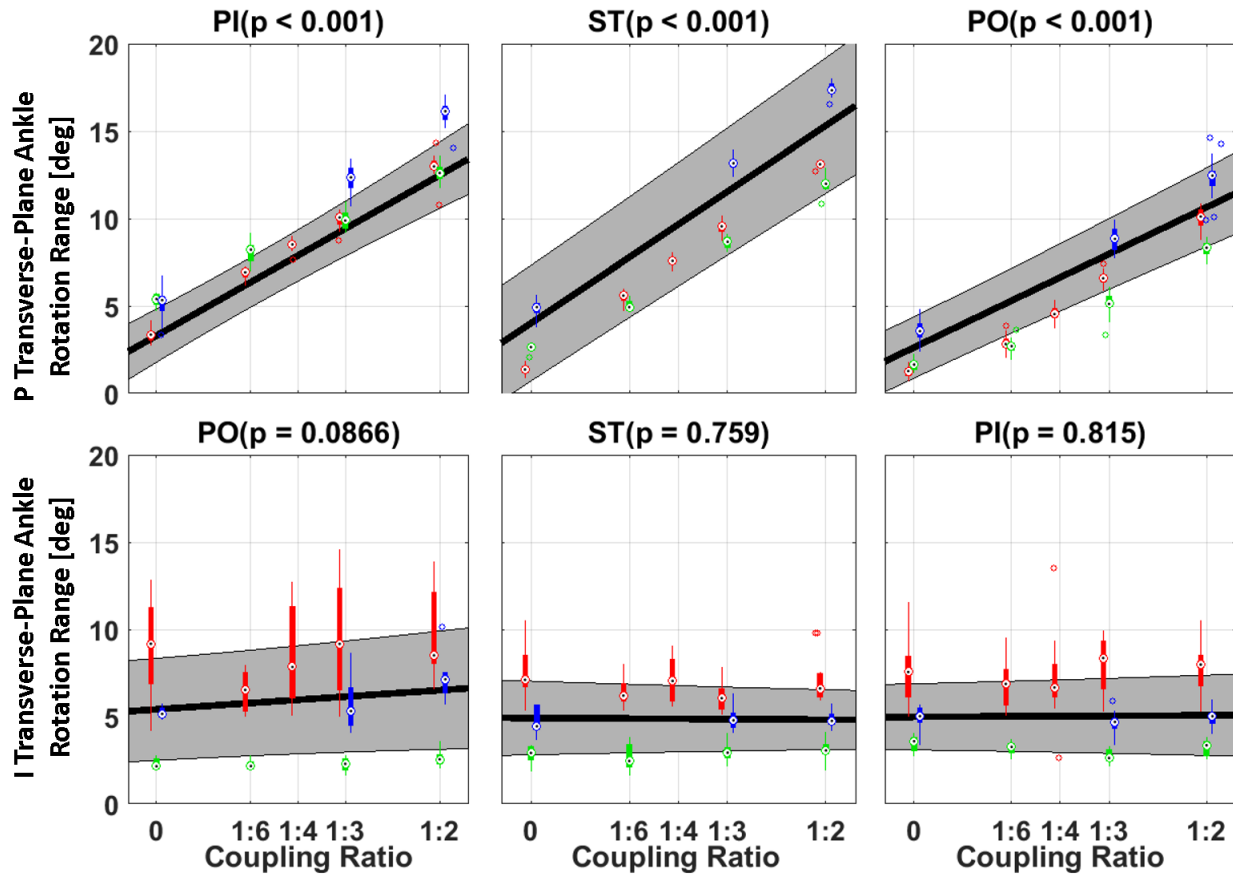 PI(p < 0.001)
ST(p < 0.001)
PO(p < 0.001)
P Transverse-Plane Ankle
Rotation Range [deg]
20
15
10
5
0
PO(p = 0.0866)
ST(p = 0.759)
PI(p = 0.815)
I Transverse-Plane Ankle
Rotation Range [deg]
20
15
10
5
0
0 1:6 1:4 1:3 1:2
0 1:6 1:4 1:3 1:2
0 1:6 1:4 1:3 1:2
Coupling Ratio
Coupling Ratio
Coupling Ratio